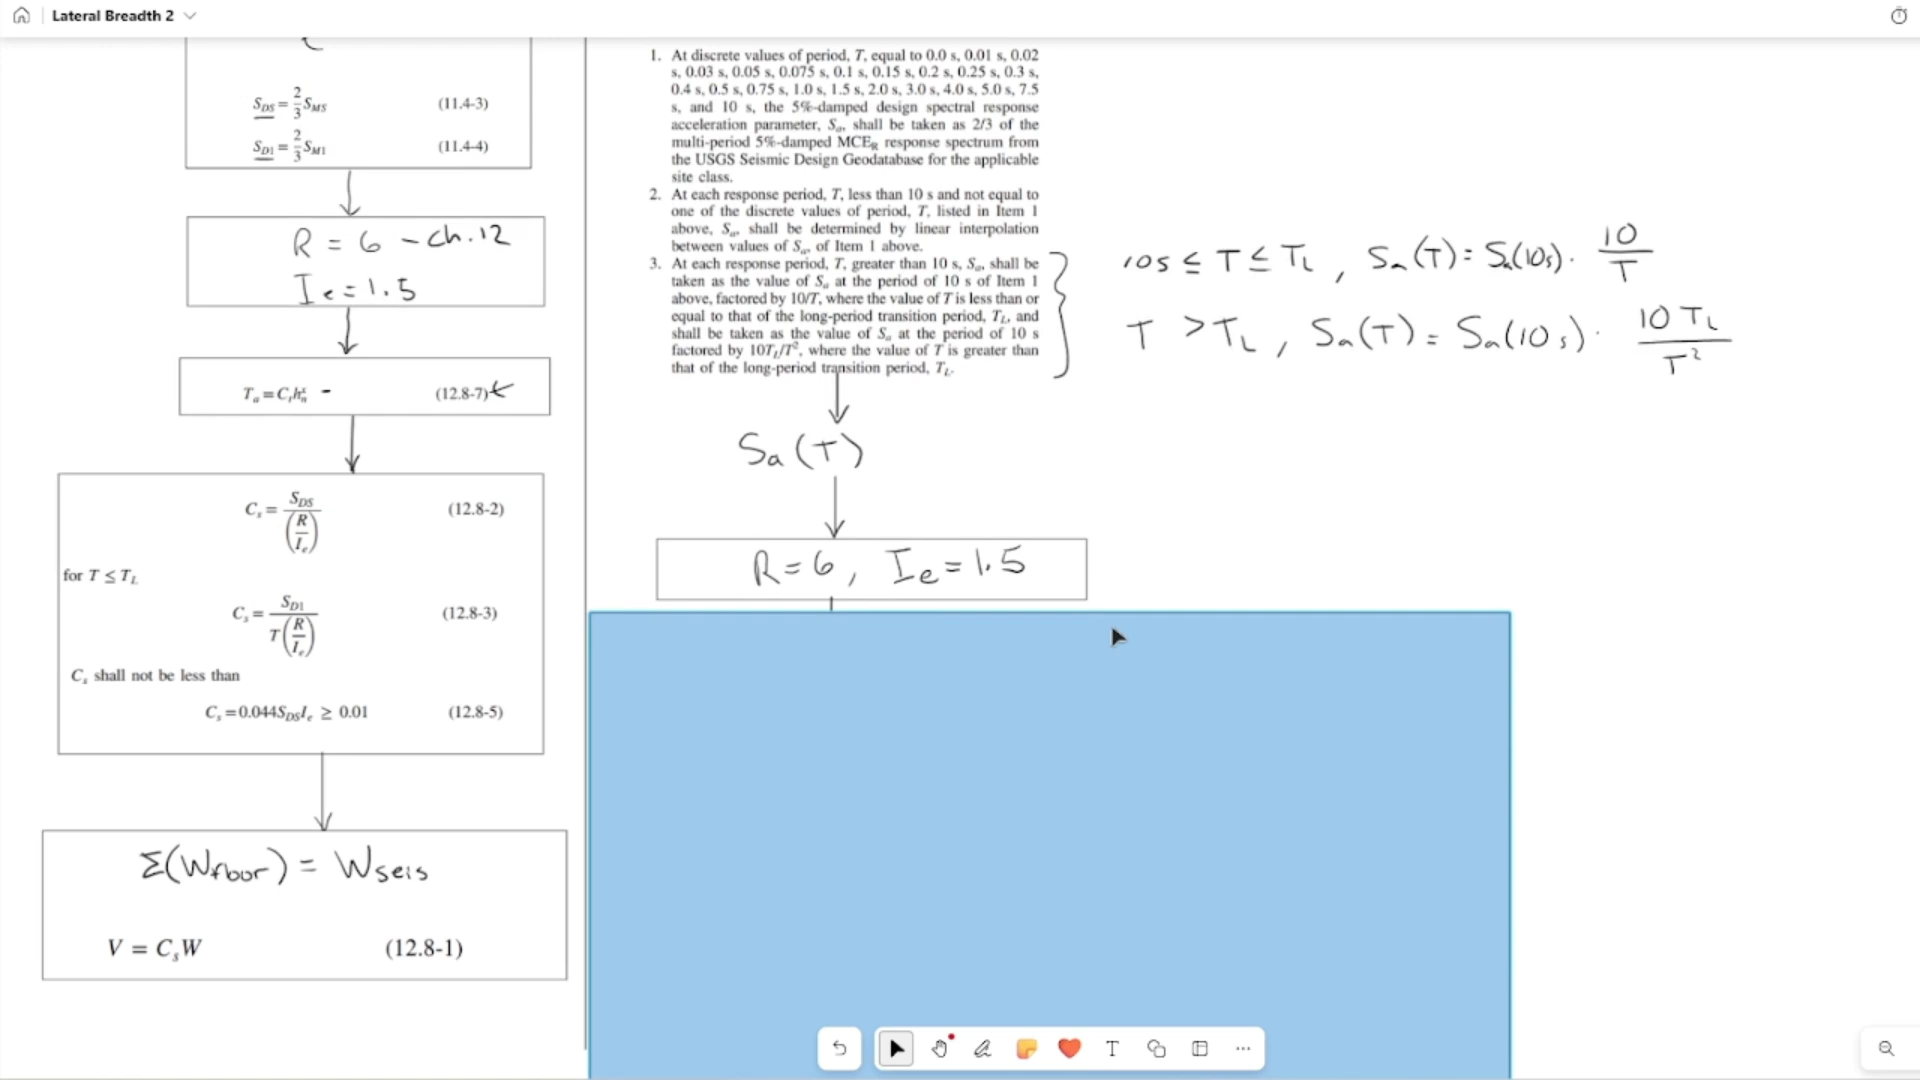 Lateral Breadth 2
S_DS = 2/3 S_MS (11.4-3)
S_D1 = 2/3 S_M1 (11.4-4)
R = 6 - Ch.12
I_e = 1.5
T_a = C_t h_n^x - (12.8-7)
C_s = S_DS / (R/I_e) (12.8-2)
for T ≤ T_L
C_s = S_D1 / T(R/I_e) (12.8-3)
C_s shall not be less than
C_s = 0.044S_DS I_e ≥ 0.01 (12.8-5)
Σ(W_floor) = W_seis
V = C_s W (12.8-1)
1. At discrete values of period, T, equal to 0.0 s, 0.01 s, 0.02
s, 0.03 s, 0.05 s, 0.075 s, 0.1 s, 0.15 s, 0.2 s, 0.25 s, 0.3 s,
0.4 s, 0.5 s, 0.75 s, 1.0 s, 1.5 s, 2.0 s, 3.0 s, 4.0 s, 5.0 s, 7.5
s, and 10 s, the 5%-damped design spectral response
acceleration parameter, S_a, shall be taken as 2/3 of the
multi-period 5%-damped MCE_R response spectrum from
the USGS Seismic Design Geodatabase for the applicable
site class.
2. At each response period, T, less than 10 s and not equal to
one of the discrete values of period, T, listed in Item 1
above, S_a, shall be determined by linear interpolation
between values of S_a, of Item 1 above.
3. At each response period, T, greater than 10 s, S_a, shall be
taken as the value of S_a at the period of 10 s of Item 1
above, factored by 10/T, where the value of T is less than or
equal to that of the long-period transition period, T_L, and
shall be taken as the value of S_a at the period of 10 s
factored by 10T_L/T², where the value of T is greater than
that of the long-period transition period, T_L.
10s ≤ T ≤ T_L , S_a(T) = S_a(10s) · 10/T
T > T_L , S_a(T) = S_a(10s) · 10 T_L / T²
S_a(T)
R = 6, I_e = 1.5
T